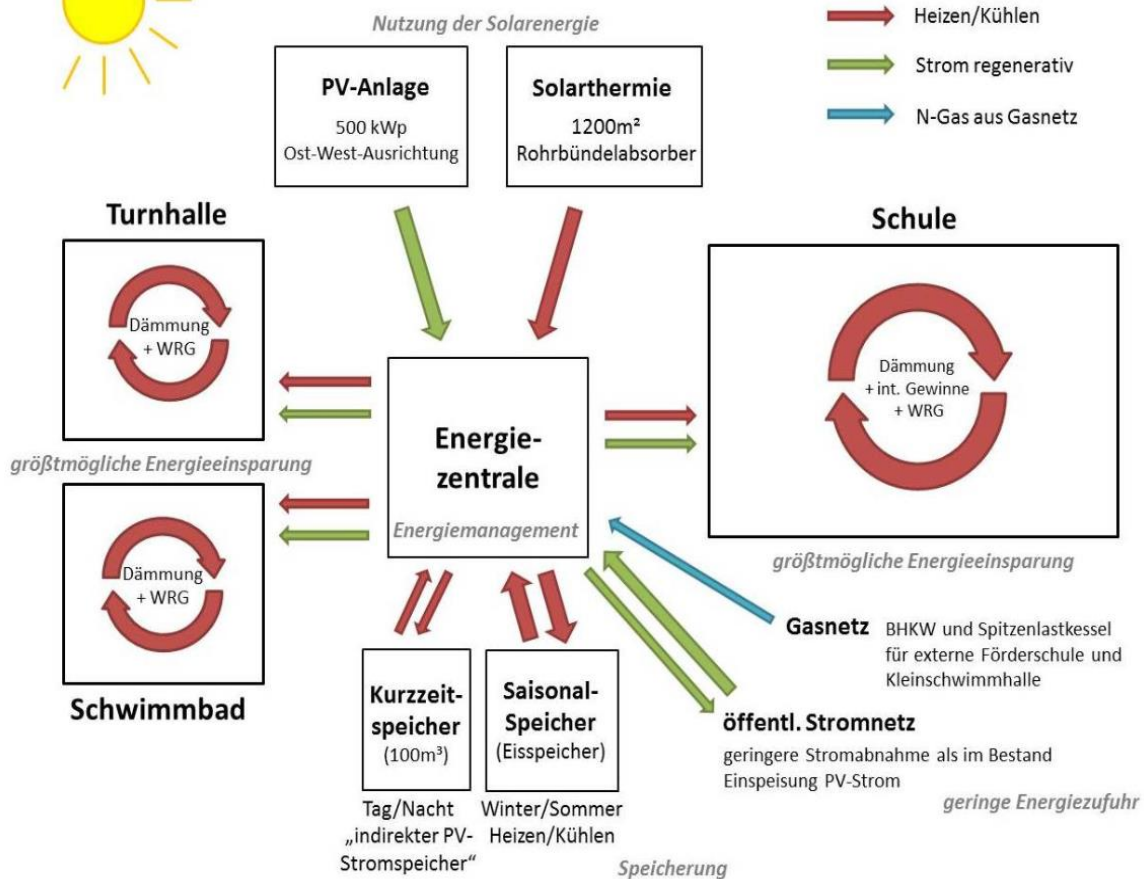 Nutzung der Solarenergie
Heizen/Kühlen
Strom regenerativ
N-Gas aus Gasnetz
PV-Anlage
500 kWp
Ost-West-Ausrichtung
Solarthermie
1200m²
Rohrbündelabsorber
Turnhalle
Dämmung
+ WRG
größtmögliche Energieeinsparung
Dämmung
+ WRG
Schwimmbad
Energie-
zentrale
Energiemanagement
Schule
Dämmung
+ int. Gewinne
+ WRG
größtmögliche Energieeinsparung
Gasnetz
BHKW und Spitzenlastkessel
für externe Förderschule und
Kleinschwimmhalle
öffentl. Stromnetz
geringere Stromabnahme als im Bestand
Einspeisung PV-Strom
geringe Energiezufuhr
Kurzzeit-
speicher
(100m³)
Tag/Nacht
„indirekter PV-
Stromspeicher“
Saisonal-
Speicher
(Eisspeicher)
Winter/Sommer
Heizen/Kühlen
Speicherung